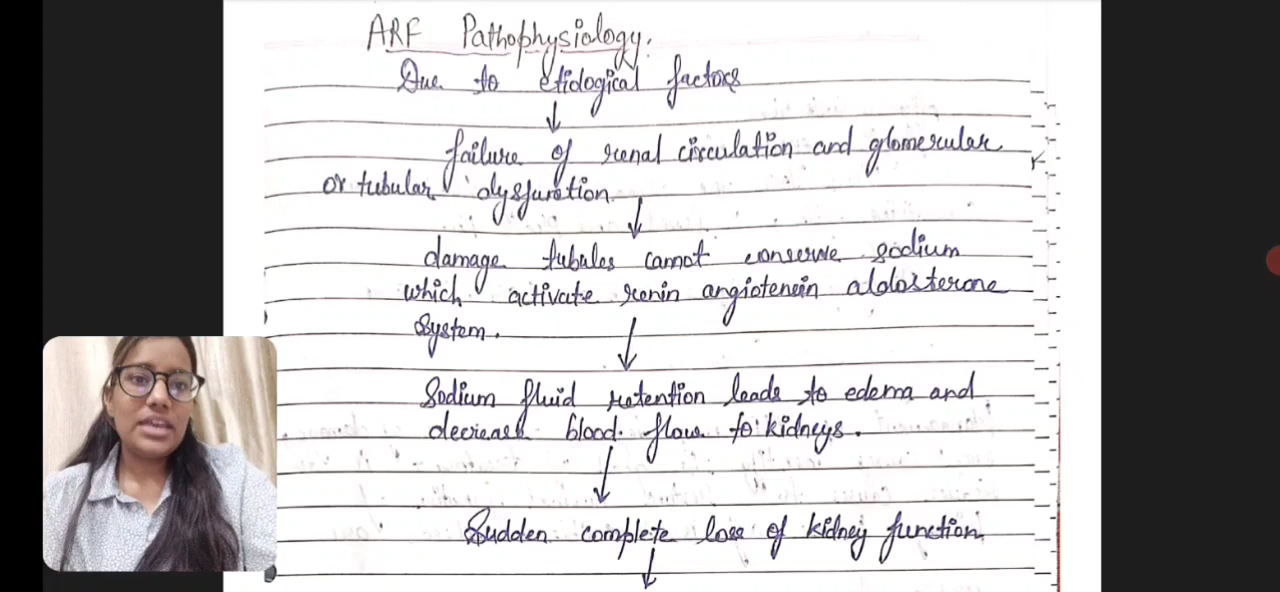 ARF Pathophysiology.
Due to etiological factors
↓
failure of renal circulation and glomerular
or tubular dysfunction
↓
damage tubules cannot conserve sodium
which activate renin angiotensin aldosterone
System.
↓
Sodium fluid retention leads to edema and
decrease blood flow to kidneys.
↓
Sudden complete loss of kidney function
↓